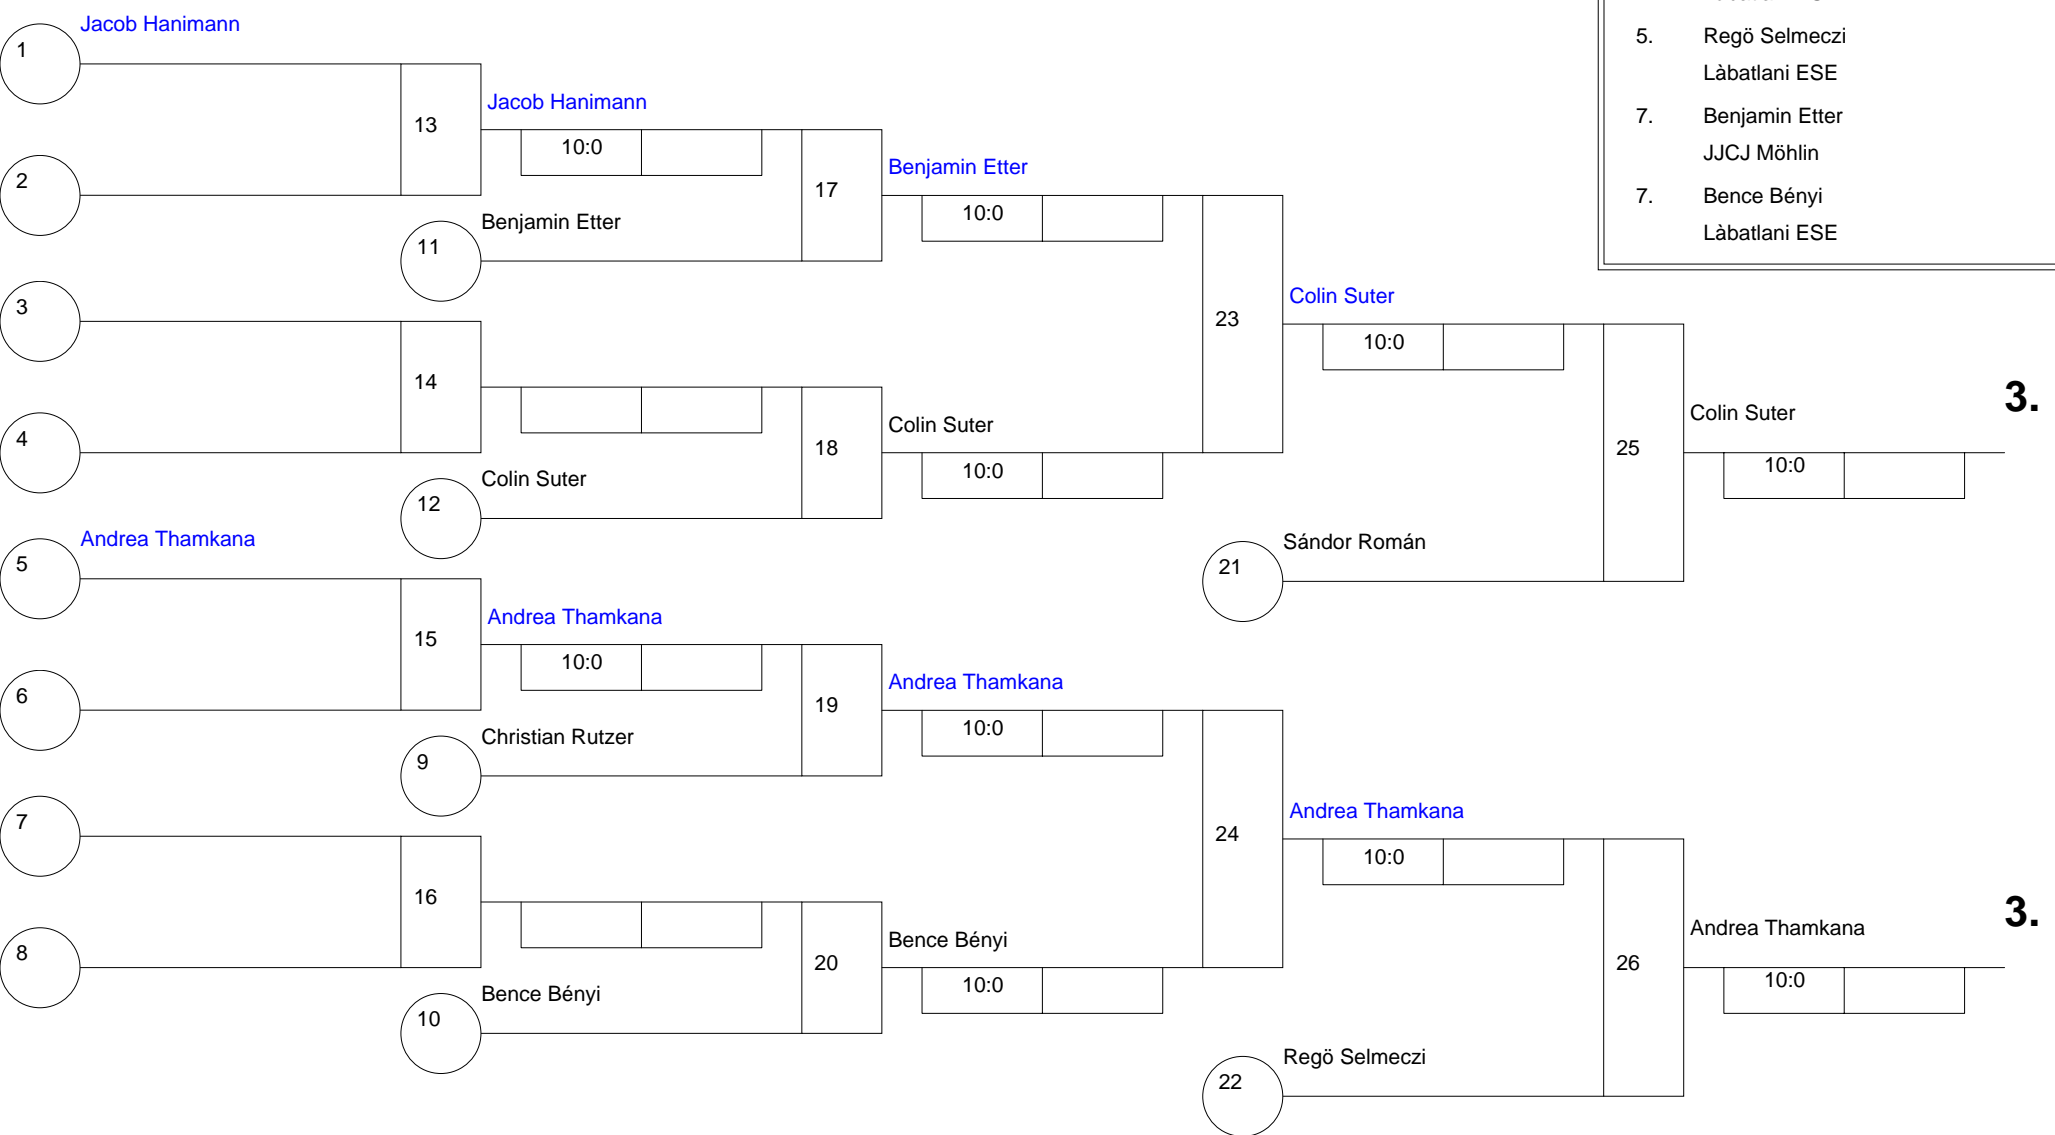 Jacob Hanimann
1
5. Regö Selmeczi
Làbatlani ESE
Jacob Hanimann
13
7. Benjamin Etter
10:0
JJCJ Möhlin
Benjamin Etter
2
17
7. Bence Bényi
10:0
Benjamin Etter
Làbatlani ESE
11
3
Colin Suter
23
10:0
14
3.
Colin Suter
Colin Suter
4
18
25
10:0
10:0
Colin Suter
12
Andrea Thamkana
Sándor Román
5
21
Andrea Thamkana
15
10:0
Andrea Thamkana
6
19
10:0
Christian Rutzer
9
Andrea Thamkana
7
24
10:0
16
3.
Andrea Thamkana
Bence Bényi
8
20
26
10:0
10:0
Bence Bényi
10
Regö Selmeczi
22